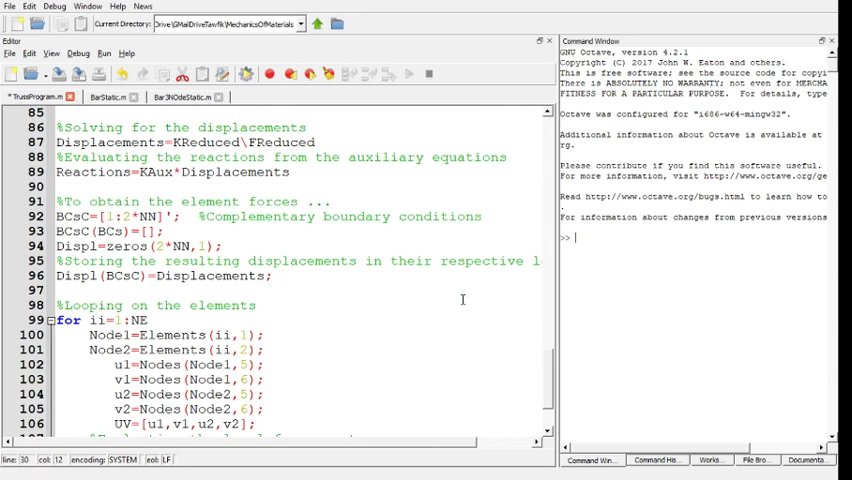 File Edit Debug Window Help News
Current Directory: Drive\GMailDriveTawfik\MechanicsOfMaterials
Editor
File Edit View Debug Run Help
* TrussProgram.m BarStatic.m Bar3NOdeStatic.m
85
86 %Solving for the displacements
87 Displacements=KReduced\FReduced
88 %Evaluating the reactions from the auxiliary equations
89 Reactions=KAux*Displacements
90
91 %To obtain the element forces ...
92 BCsC=[1:2*NN]'; %Complementary boundary conditions
93 BCsC(BCs)=[];
94 Displ=zeros(2*NN,1);
95 %Storing the resulting displacements in their respective l
96 Displ(BCsC)=Displacements;
97
98 %Looping on the elements
99 for ii=1:NE
100 Node1=Elements(ii,1);
101 Node2=Elements(ii,2);
102 u1=Nodes(Node1,5);
103 v1=Nodes(Node1,6);
104 u2=Nodes(Node2,5);
105 v2=Nodes(Node2,6);
106 UV=[u1,v1,u2,v2];
line: 30 col: 12 encoding: SYSTEM eol: LF
Command Window
GNU Octave, version 4.2.1
Copyright (C) 2017 John W. Eaton and others.
This is free software; see the source code for copyi
There is ABSOLUTELY NO WARRANTY; not even for MERCHA
FITNESS FOR A PARTICULAR PURPOSE. For details, type
Octave was configured for "i686-w64-mingw32".
Additional information about Octave is available at
rg.
Please contribute if you find this software useful.
For more information, visit http://www.octave.org/ge
Read http://www.octave.org/bugs.html to learn how to
.
For information about changes from previous versions
>>
Command Win... Command His... Works... File Bro... Documenta...